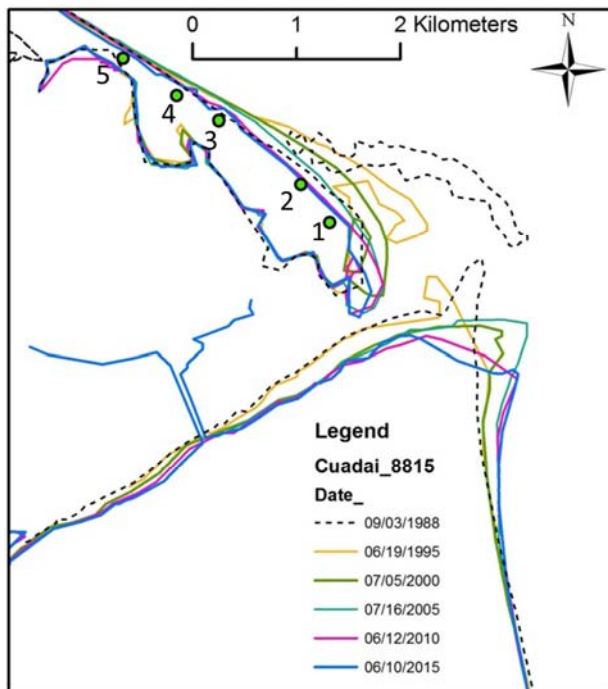 0 1 2 Kilometers
N
5
4
3
2
1
Legend
Cuadai_8815
Date_
09/03/1988
06/19/1995
07/05/2000
07/16/2005
06/12/2010
06/10/2015